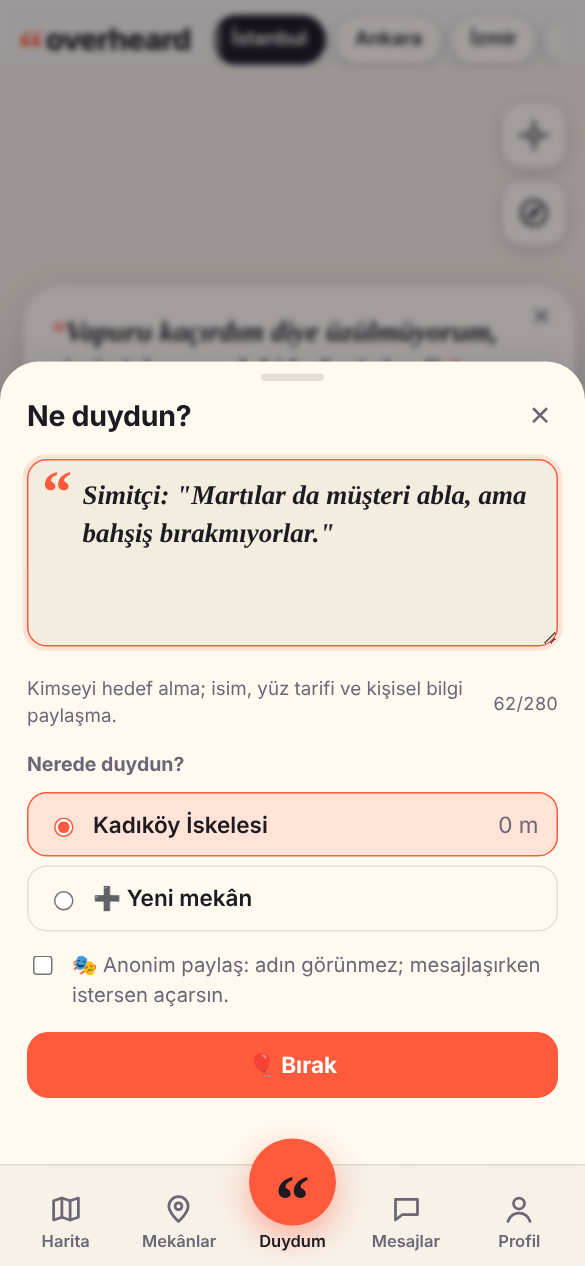 “overheard İstanbul Ankara İzmir
“Vapuru kaçırdım diye üzülmüyorum,
Ne duydun?
“ Simitçi: "Martılar da müşteri abla, ama
bahşiş bırakmıyorlar."
Kimseyi hedef alma; isim, yüz tarifi ve kişisel bilgi
paylaşma.
62/280
Nerede duydun?
Kadıköy İskelesi 0 m
➕ Yeni mekân
🎭 Anonim paylaş: adın görünmez; mesajlaşırken
istersen açarsın.
🎈 Bırak
Harita Mekânlar Duydum Mesajlar Profil